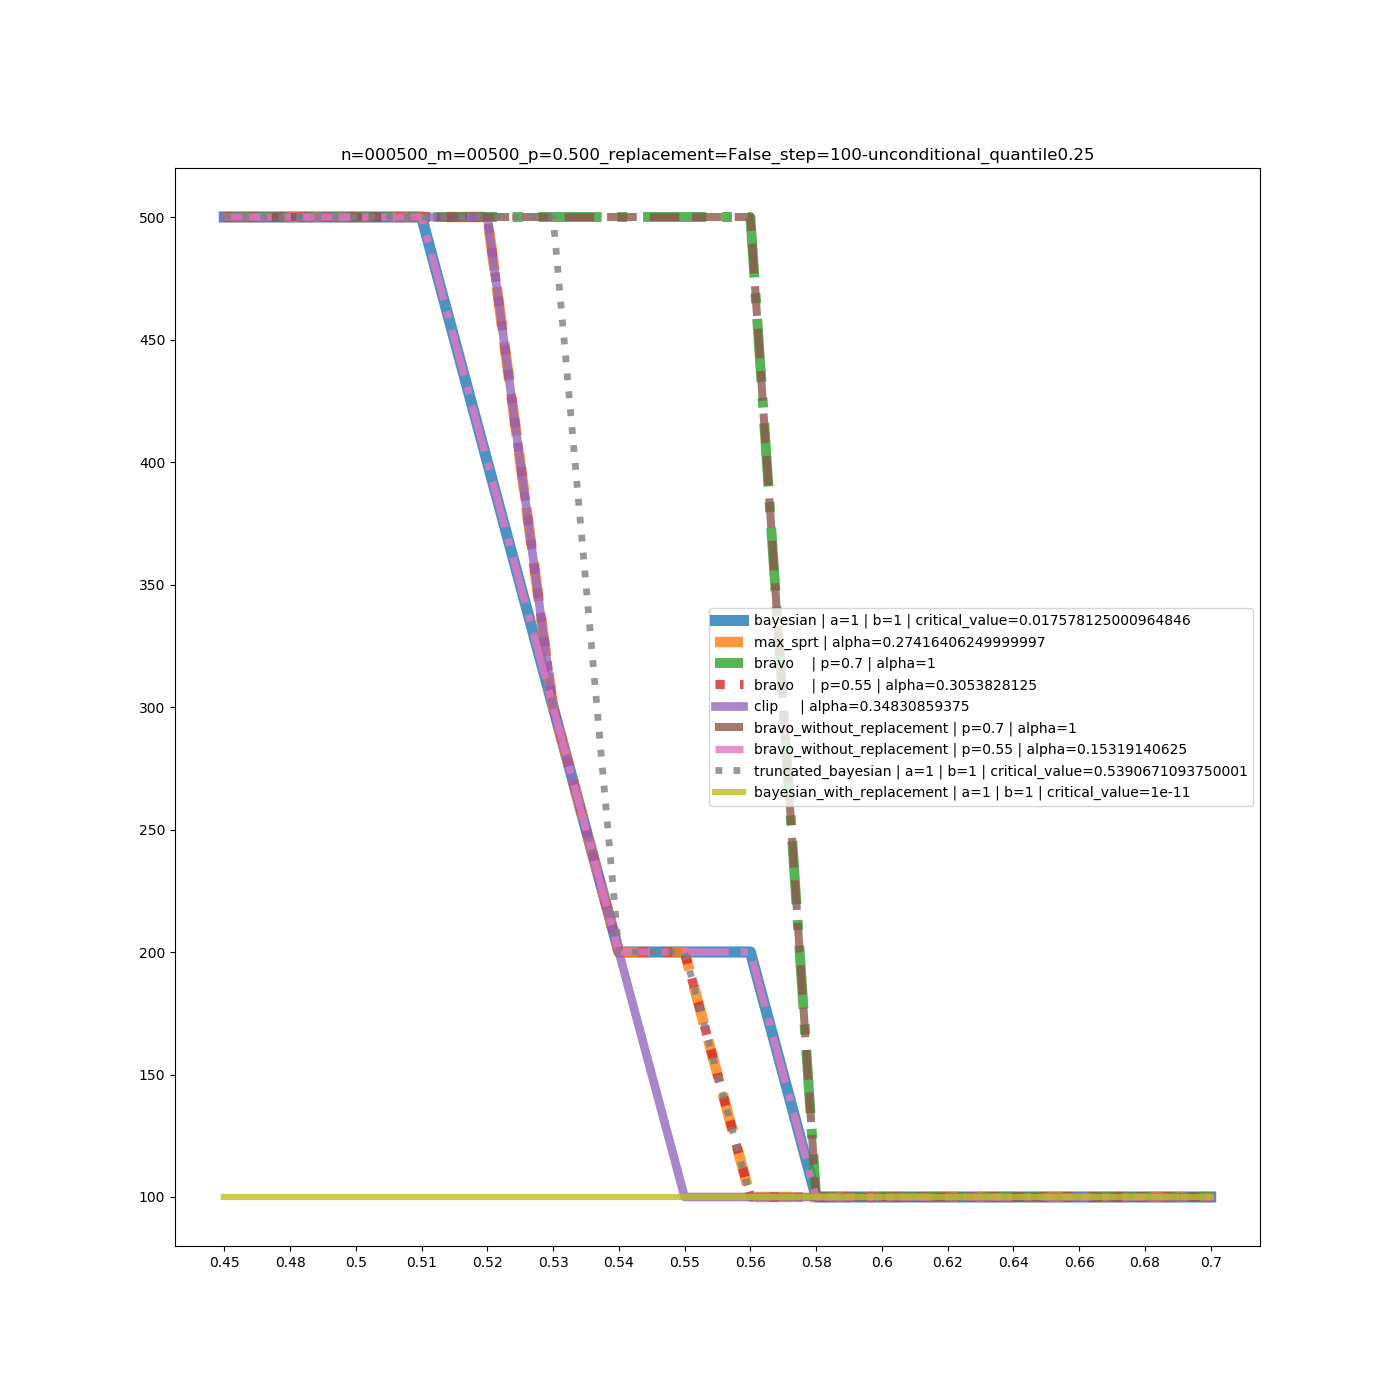 n=000500_m=00500_p=0.500_replacement=False_step=100-unconditional_quantile0.25
500
450
400
350
300
250
200
150
100
bayesian | a=1 | b=1 | critical_value=0.017578125000964846
max_sprt | alpha=0.27416406249999997
bravo    | p=0.7 | alpha=1
bravo    | p=0.55 | alpha=0.3053828125
clip     | alpha=0.34830859375
bravo_without_replacement | p=0.7 | alpha=1
bravo_without_replacement | p=0.55 | alpha=0.15319140625
truncated_bayesian | a=1 | b=1 | critical_value=0.5390671093750001
bayesian_with_replacement | a=1 | b=1 | critical_value=1e-11
0.45 0.48 0.5 0.51 0.52 0.53 0.54 0.55 0.56 0.58 0.6 0.62 0.64 0.66 0.68 0.7